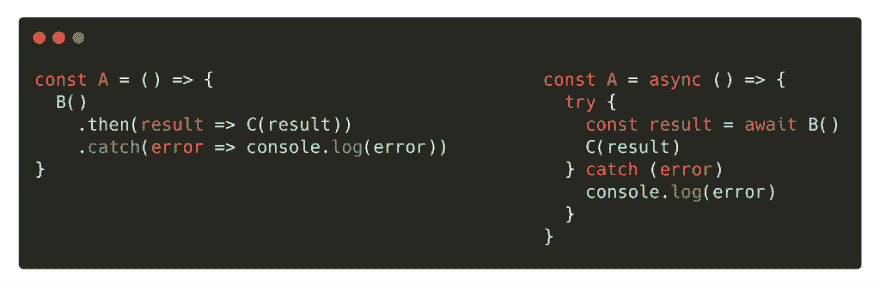 const A = () => {
  B()
    .then(result => C(result))
    .catch(error => console.log(error))
}
const A = async () => {
  try {
    const result = await B()
    C(result)
  } catch (error)
    console.log(error)
  }
}